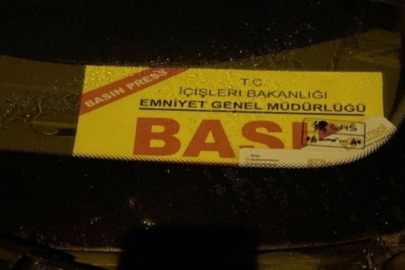 BASIN PRESS
T.C.
İÇİŞLERİ BAKANLIĞI
EMNİYET GENEL MÜDÜRLÜĞÜ
BASI